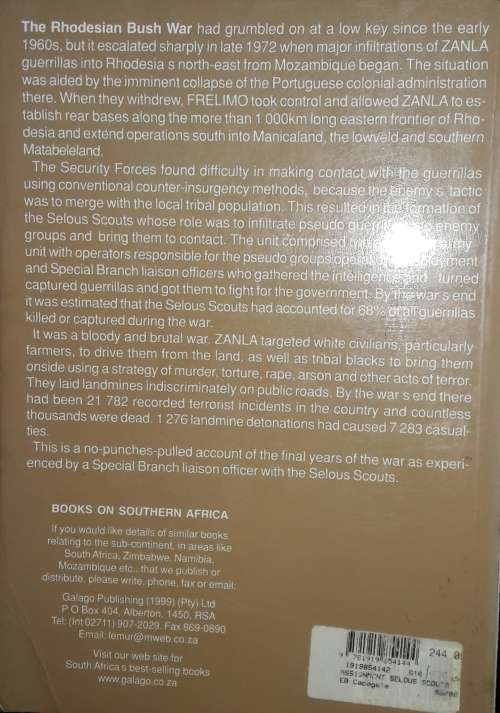 The Rhodesian Bush War had grumbled on at a low key since the early
1960s, but it escalated sharply in late 1972 when major infiltrations of ZANLA
guerrillas into Rhodesia s north-east from Mozambique began. The situation
was aided by the imminent collapse of the Portuguese colonial administration
there. When they withdrew, FRELIMO took control and allowed ZANLA to es-
tablish rear bases along the more than 1 000km long eastern frontier of Rho-
desia and extend operations south into Manicaland, the lowveld and southern
Matabeleland.
The Security Forces found difficulty in making contact with the guerrillas
using conventional counter-insurgency methods, because the enemy s tactic
was to merge with the local tribal population. This resulted in the formation of
the Selous Scouts whose role was to infiltrate pseudo enemy
groups and bring them to contact. The unit comprised
unit with operators responsible for the pseudo groups
and Special Branch liaison officers who gathered the intelligence and turned
captured guerrillas and got them to fight for the government. By the war s end
it was estimated that the Selous Scouts had accounted for 68% of all guerrillas
killed or captured during the war.
It was a bloody and brutal war. ZANLA targeted white civilians, particularly
farmers, to drive them from the land, as well as tribal blacks to bring them
onside using a strategy of murder, torture, rape, arson and other acts of terror.
They laid landmines indiscriminately on public roads. By the war s end there
had been 21 782 recorded terrorist incidents in the country and countless
thousands were dead. 1 276 landmine detonations had caused 7 283 casual-
ties.
This is a no-punches-pulled account of the final years of the war as experi-
enced by a Special Branch liaison officer with the Selous Scouts.
BOOKS ON SOUTHERN AFRICA
If you would like details of similar books
relating to the sub-continent, in areas like
South Africa, Zimbabwe, Namibia,
Mozambique etc., that we publish or
distribute, please write, phone, fax or email:
Galago Publishing (1999) (Pty) Ltd
P O Box 404, Alberton, 1450, RSA
Tel: (Int 02711) 907-2029. Fax 869-0890
Email: lemur@mweb.co.za
Visit our web site for
South Africa s best-selling books
www.galago.co.za
244.0
9 781919 854144
1919854142
ASSIGNMENT SELOUS SCOUTS
EB